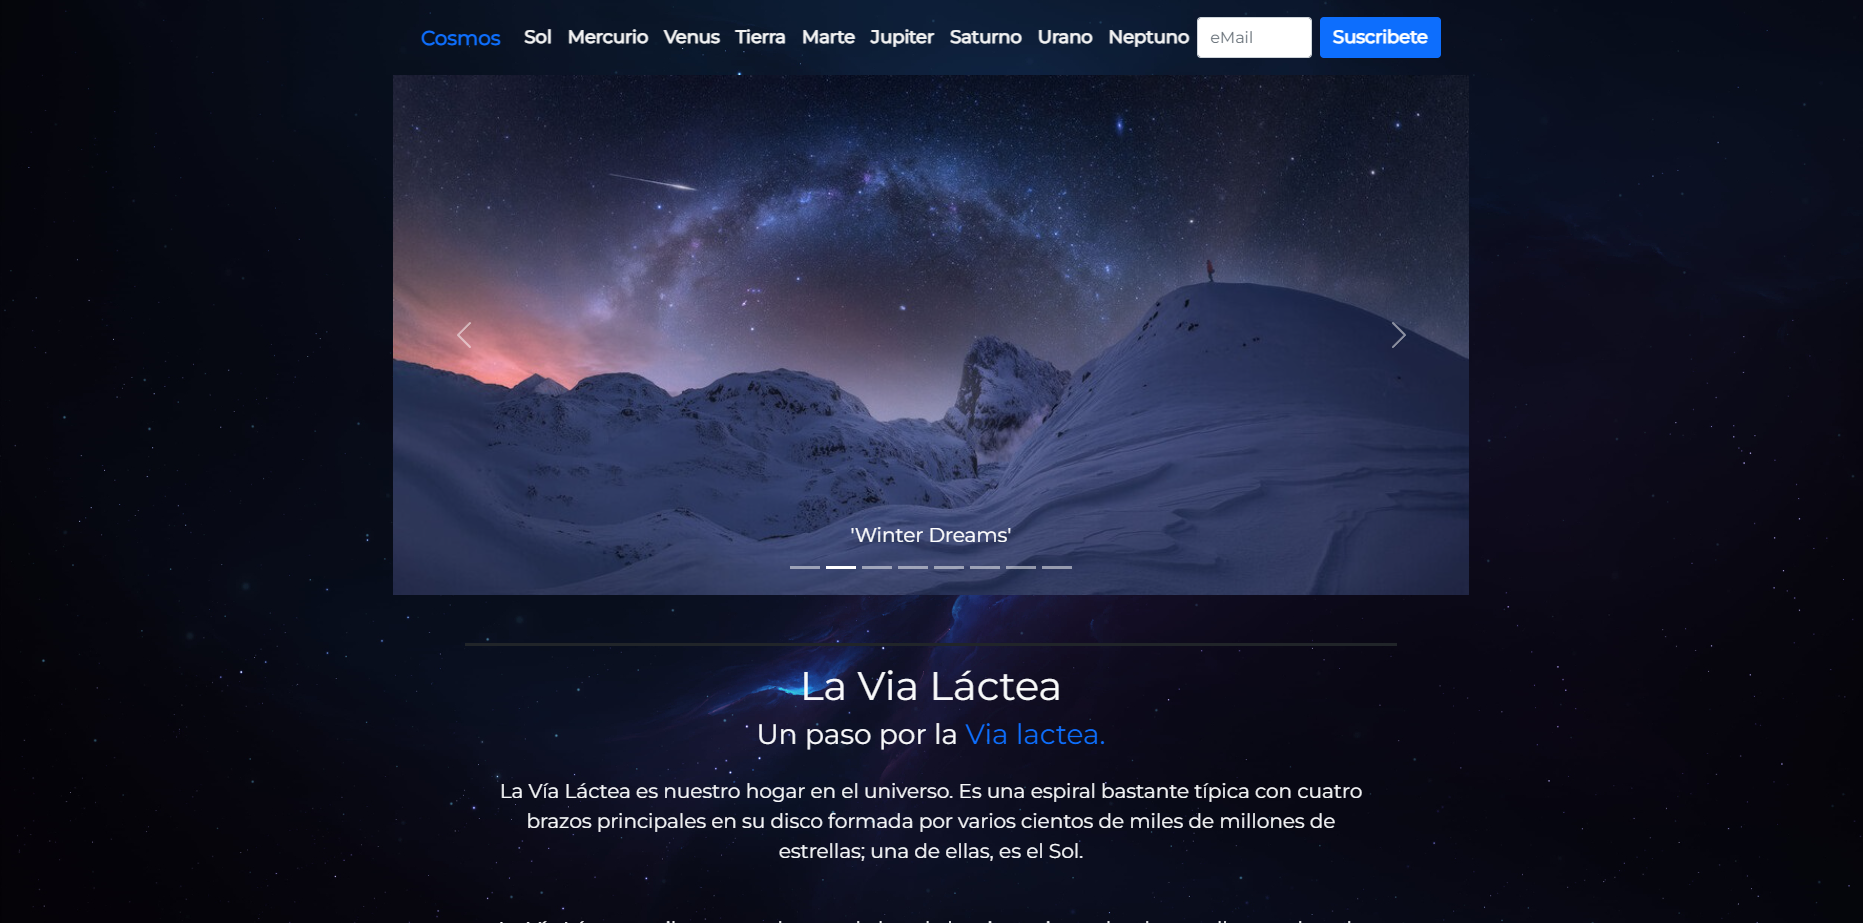 Cosmos Sol Mercurio Venus Tierra Marte Jupiter Saturno Urano Neptuno eMail Suscribete
'Winter Dreams'
La Via Láctea
Un paso por la Via lactea.
La Vía Láctea es nuestro hogar en el universo. Es una espiral bastante típica con cuatro
brazos principales en su disco formada por varios cientos de miles de millones de
estrellas; una de ellas, es el Sol.